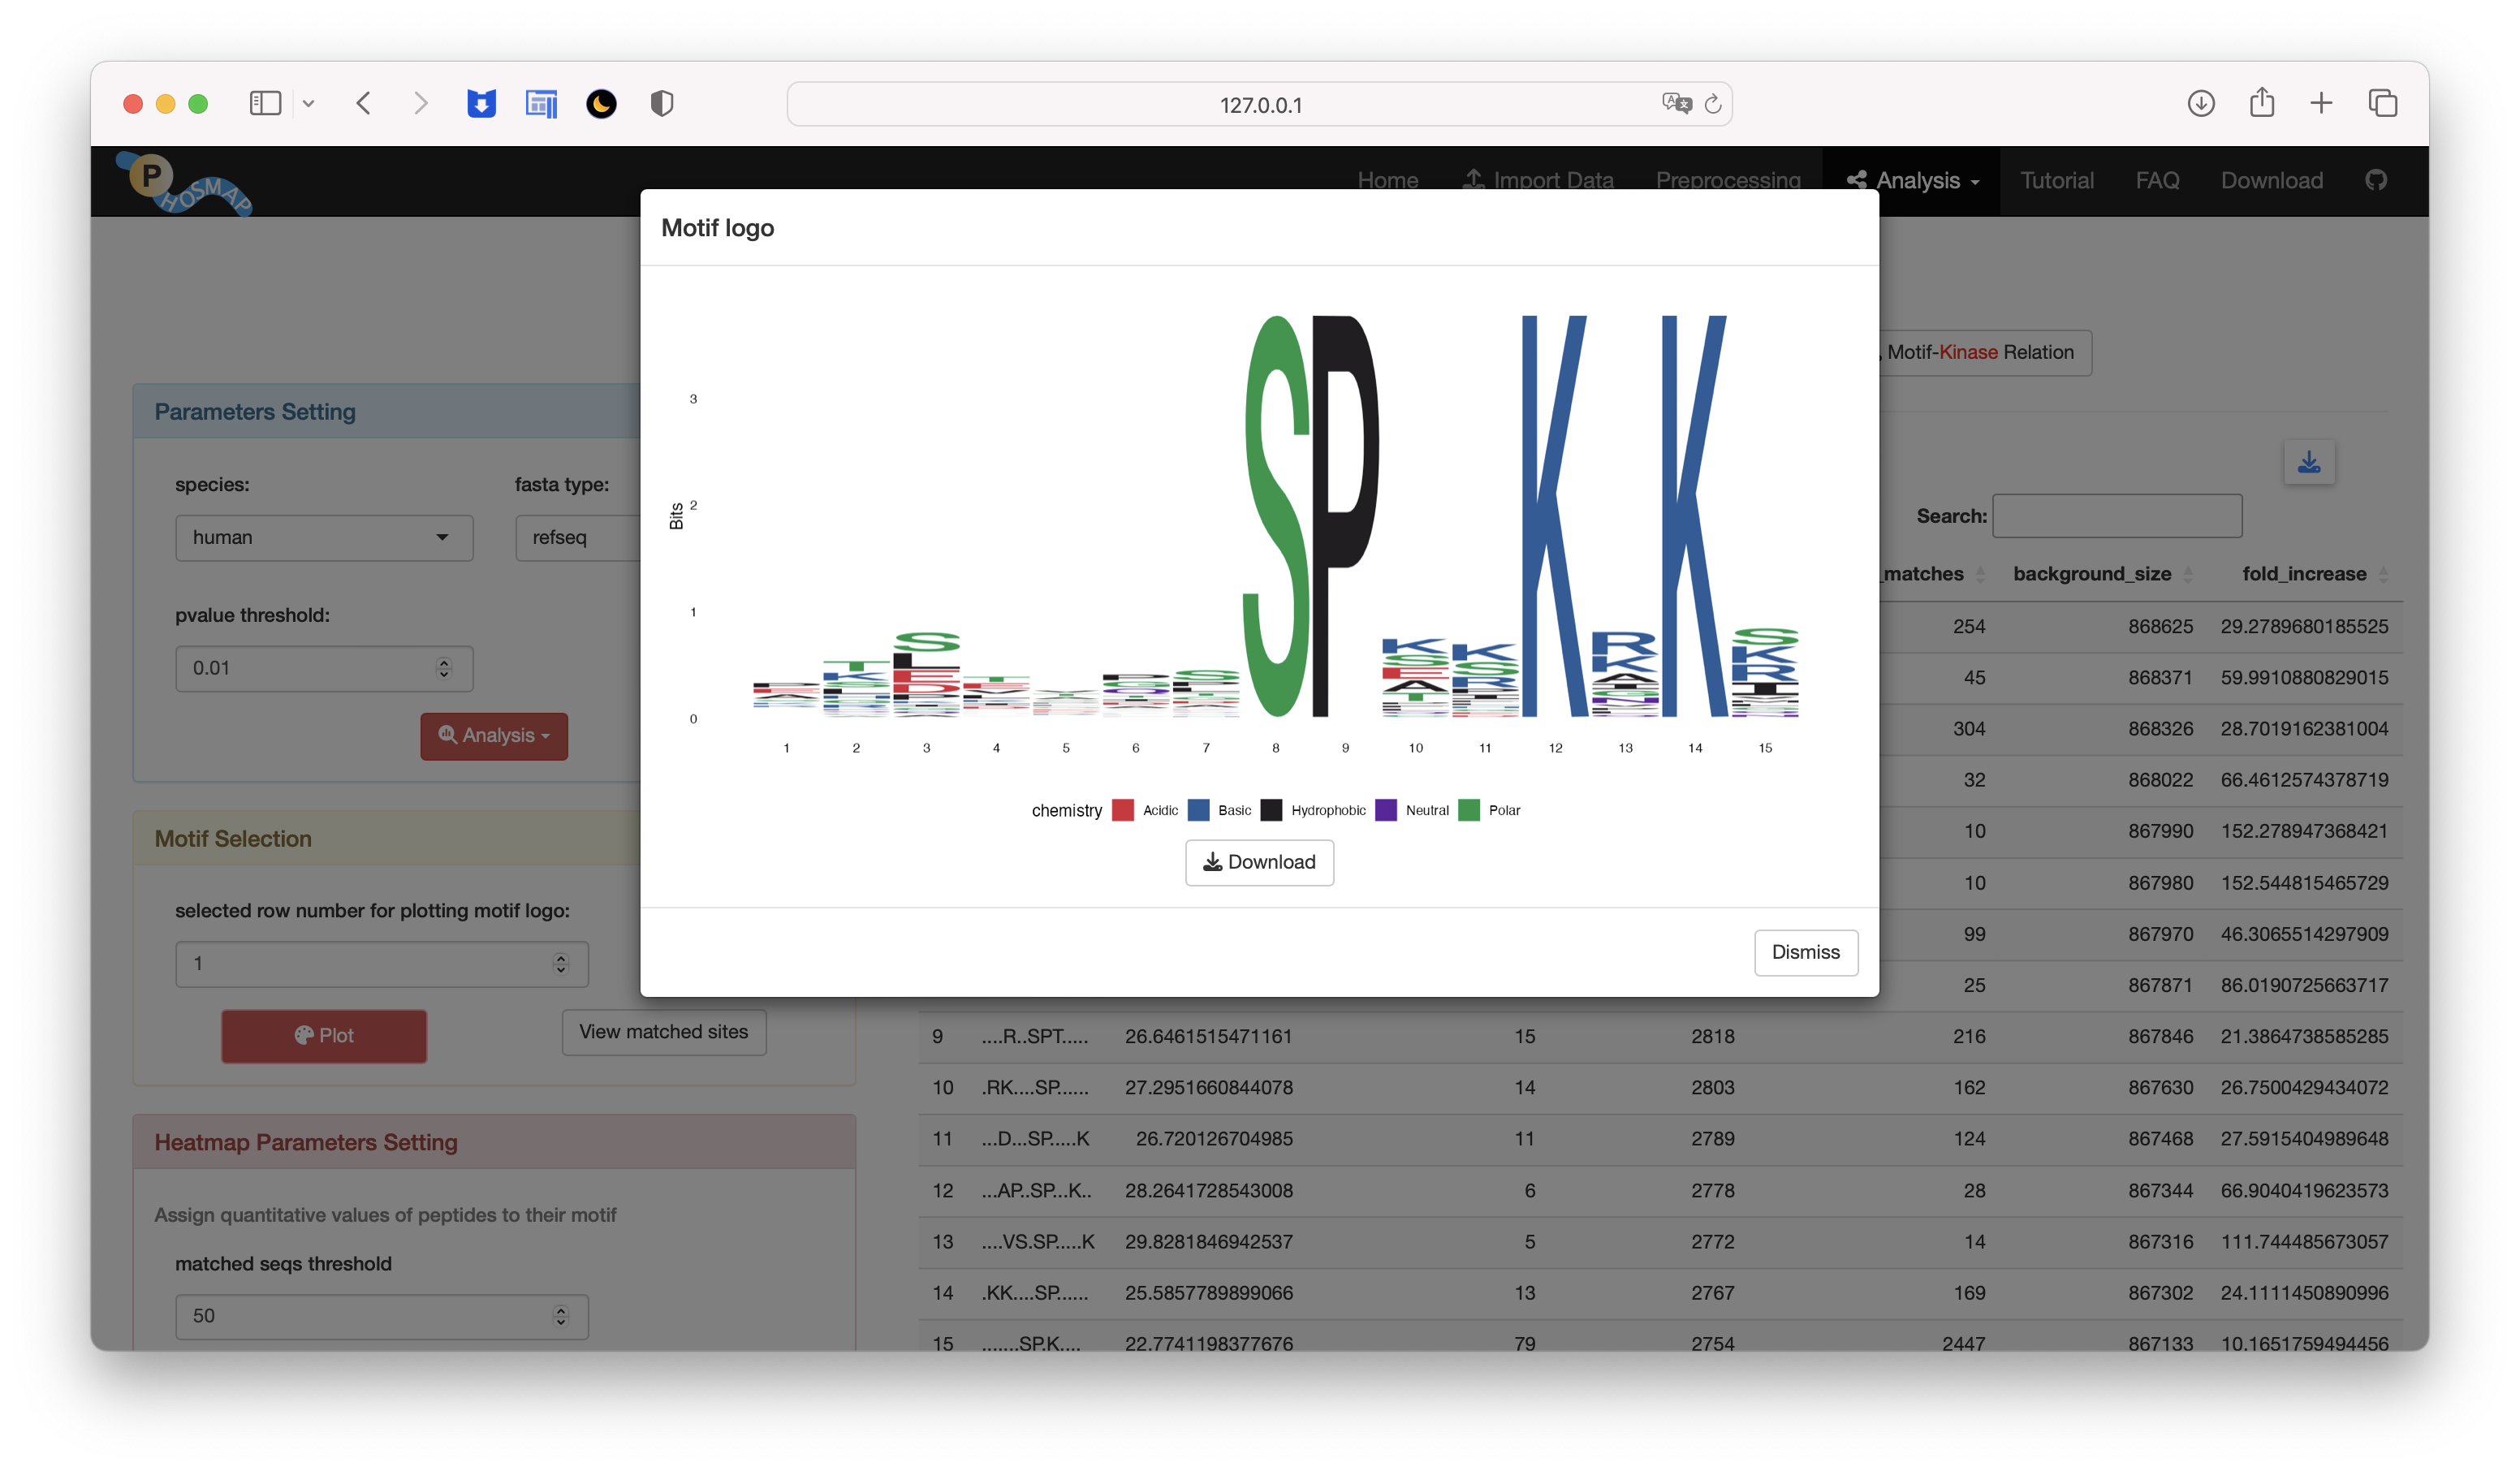 127.0.0.1
PHOSMAP
Home Import Data Preprocessing Analysis Tutorial FAQ Download
Motif logo
Motif-Kinase Relation
Parameters Setting
species: fasta type:
human refseq
pvalue threshold:
0.01
Analysis
Search:
_matches background_size fold_increase
254 868625 29.2789680185525
45 868371 59.9910880829015
304 868326 28.7019162381004
32 868022 66.4612574378719
10 867990 152.278947368421
10 867980 152.544815465729
99 867970 46.3065514297909
25 867871 86.0190725663717
Bits
3
2
1
0
S P K K
1 2 3 4 5 6 7 8 9 10 11 12 13 14 15
chemistry Acidic Basic Hydrophobic Neutral Polar
Download
Dismiss
Motif Selection
selected row number for plotting motif logo:
1
Plot View matched sites
Heatmap Parameters Setting
Assign quantitative values of peptides to their motif
matched seqs threshold
50
9 ....R..SPT..... 26.6461515471161 15 2818 216 867846 21.3864738585285
10 .RK....SP...... 27.2951660844078 14 2803 162 867630 26.7500429434072
11 ...D...SP.....K 26.720126704985 11 2789 124 867468 27.5915404989648
12 ...AP..SP...K.. 28.2641728543008 6 2778 28 867344 66.9040419623573
13 ....VS.SP.....K 29.8281846942537 5 2772 14 867316 111.744485673057
14 .KK....SP...... 25.5857789899066 13 2767 169 867302 24.1111450890996
15 .......SP.K.... 22.7741198377676 79 2754 2447 867133 10.1651759494456